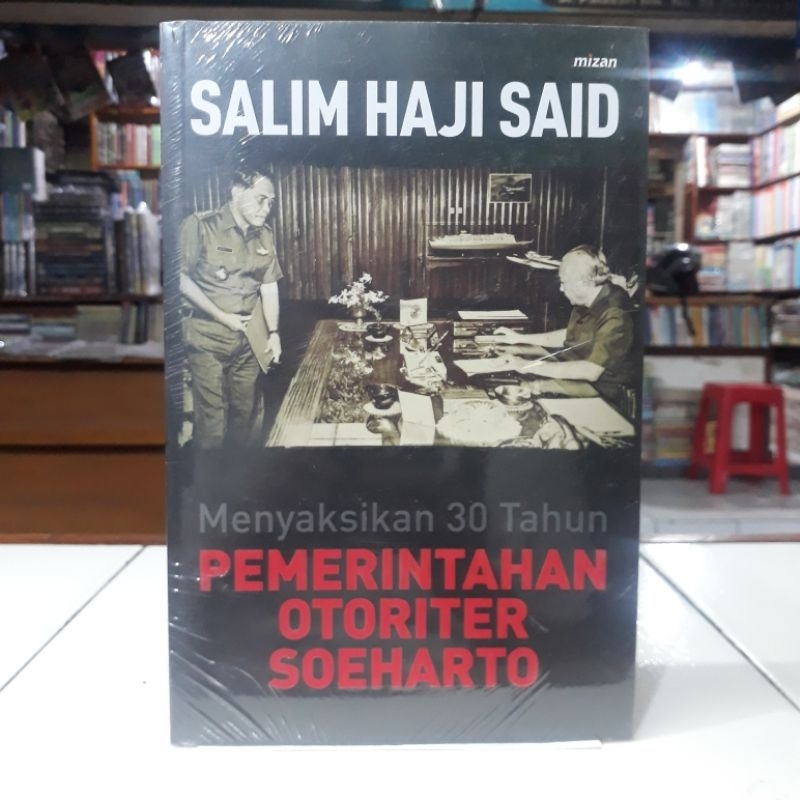 mizan
SALIM HAJI SAID
Menyaksikan 30 Tahun
PEMERINTAHAN
OTORITER
SOEHARTO